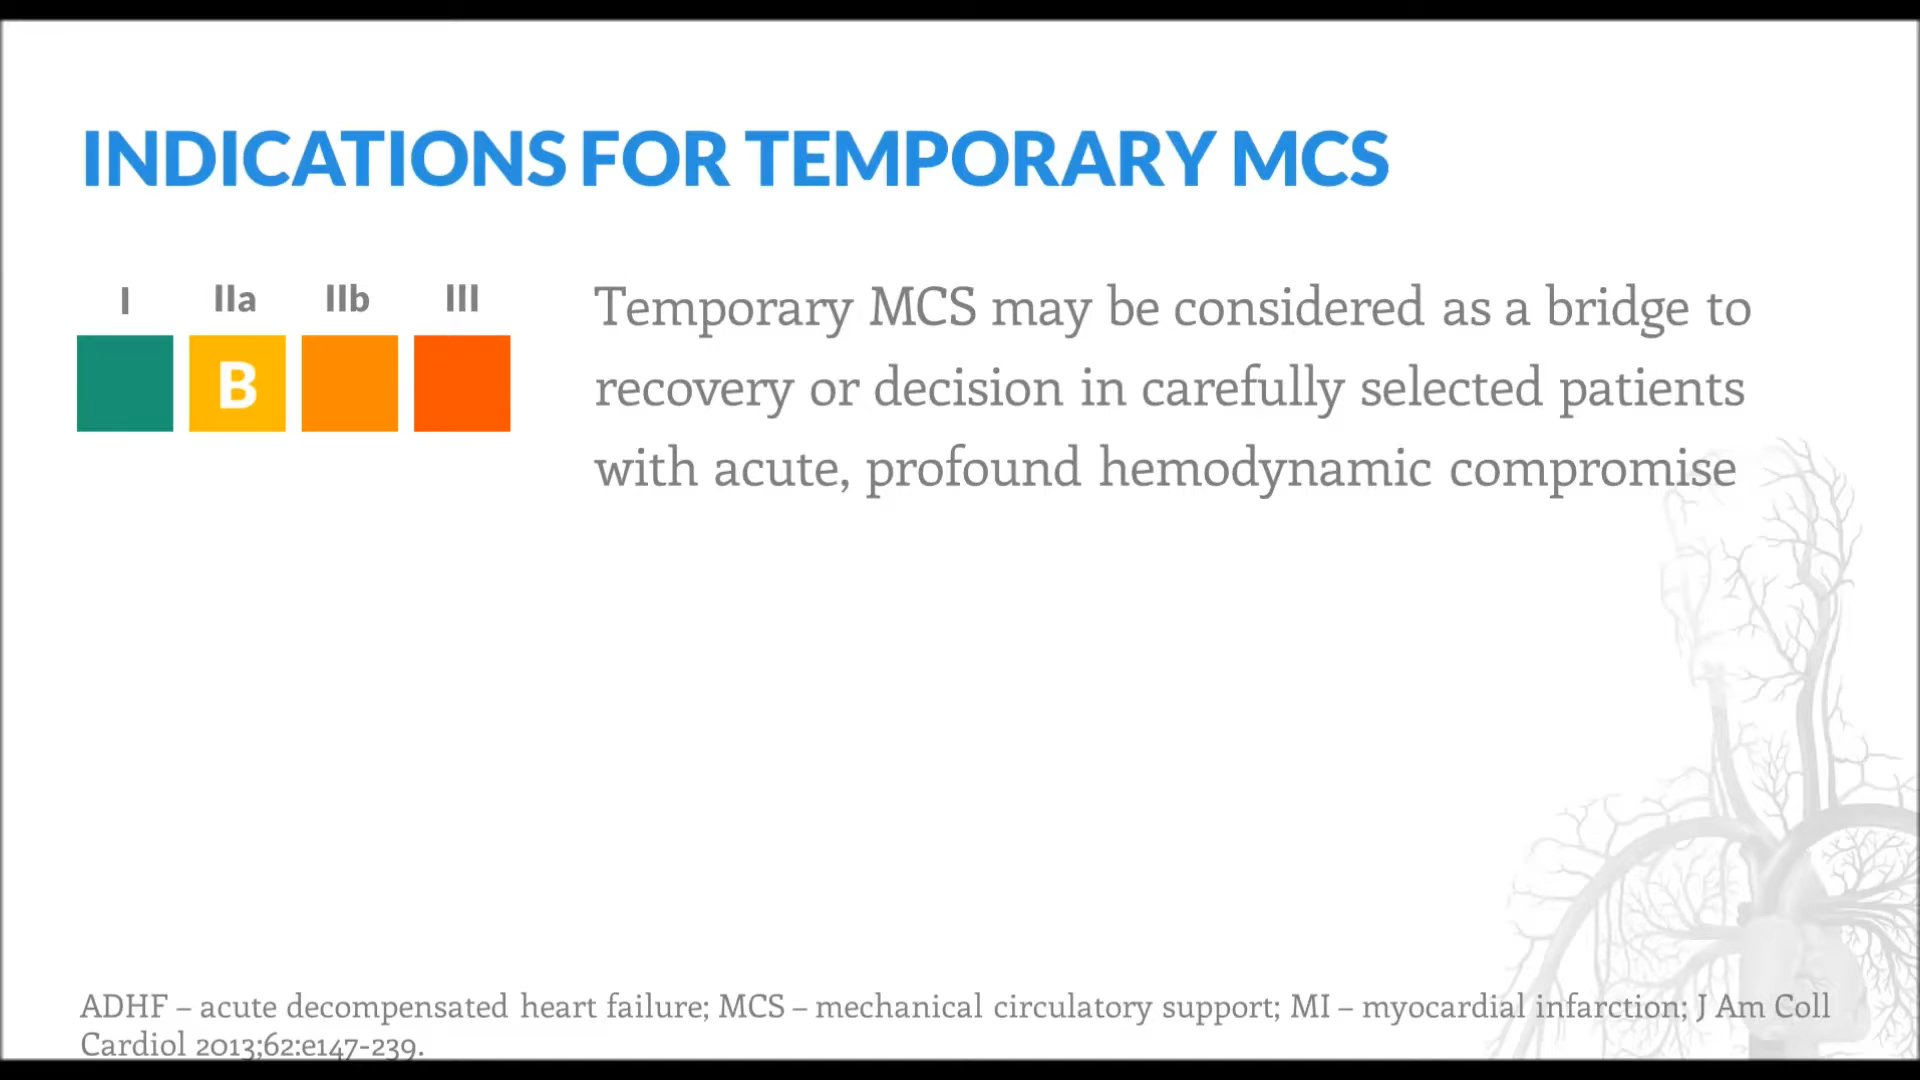 INDICATIONS FOR TEMPORARY MCS
I IIa IIb III
B
Temporary MCS may be considered as a bridge to
recovery or decision in carefully selected patients
with acute, profound hemodynamic compromise
ADHF – acute decompensated heart failure; MCS – mechanical circulatory support; MI – myocardial infarction; J Am Coll
Cardiol 2013;62:e147-239.